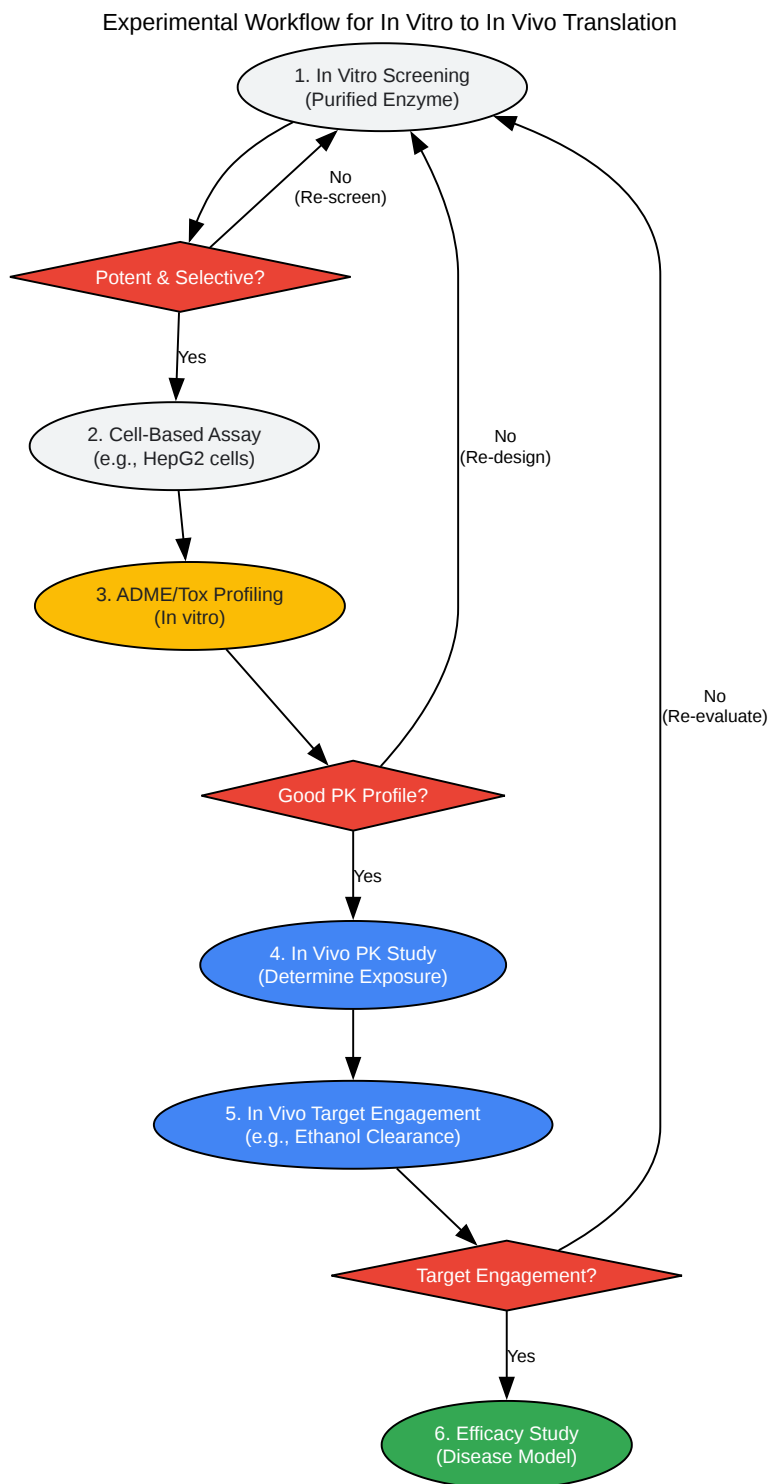 Experimental Workflow for In Vitro to In Vivo Translation
1. In Vitro Screening
(Purified Enzyme)
No
(Re-screen)
Potent & Selective?
Yes
2. Cell-Based Assay
(e.g., HepG2 cells)
No
(Re-design)
3. ADME/Tox Profiling
(In vitro)
No
(Re-evaluate)
Good PK Profile?
Yes
4. In Vivo PK Study
(Determine Exposure)
5. In Vivo Target Engagement
(e.g., Ethanol Clearance)
Target Engagement?
Yes
6. Efficacy Study
(Disease Model)